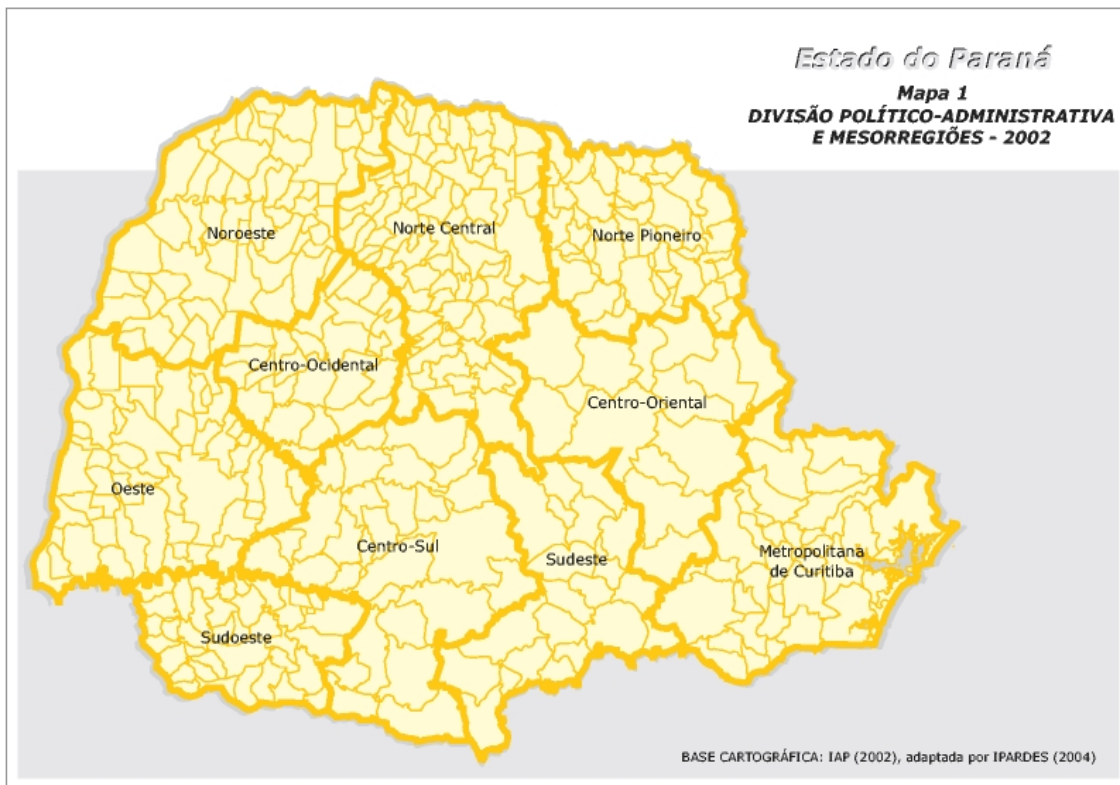 Estado do Paraná
Mapa 1
DIVISÃO POLÍTICO-ADMINISTRATIVA
E MESORREGIÕES - 2002
Noroeste
Norte Central
Norte Pioneiro
Centro-Ocidental
Centro-Oriental
Oeste
Centro-Sul
Sudeste
Metropolitana
de Curitiba
Sudoeste
BASE CARTOGRÁFICA: IAP (2002), adaptada por IPARDES (2004)